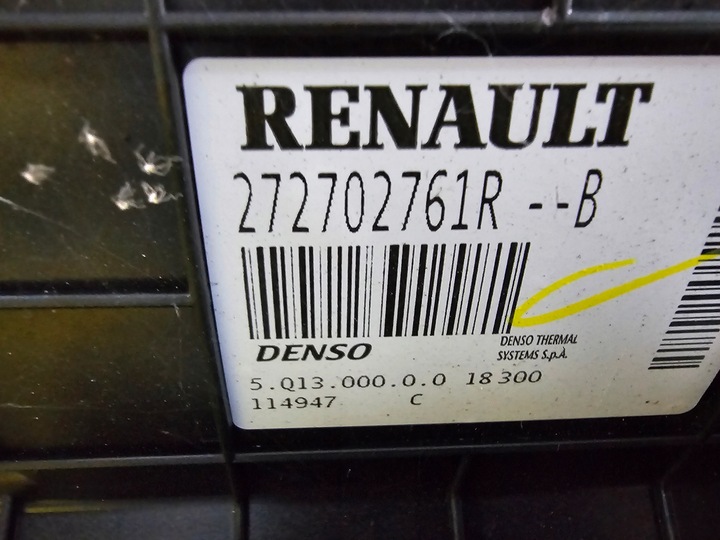 RENAULT
272702761R --B
DENSO
DENSO THERMAL
SYSTEMS S.p.A.
5.Q13.000.0.0 18300
114947 C